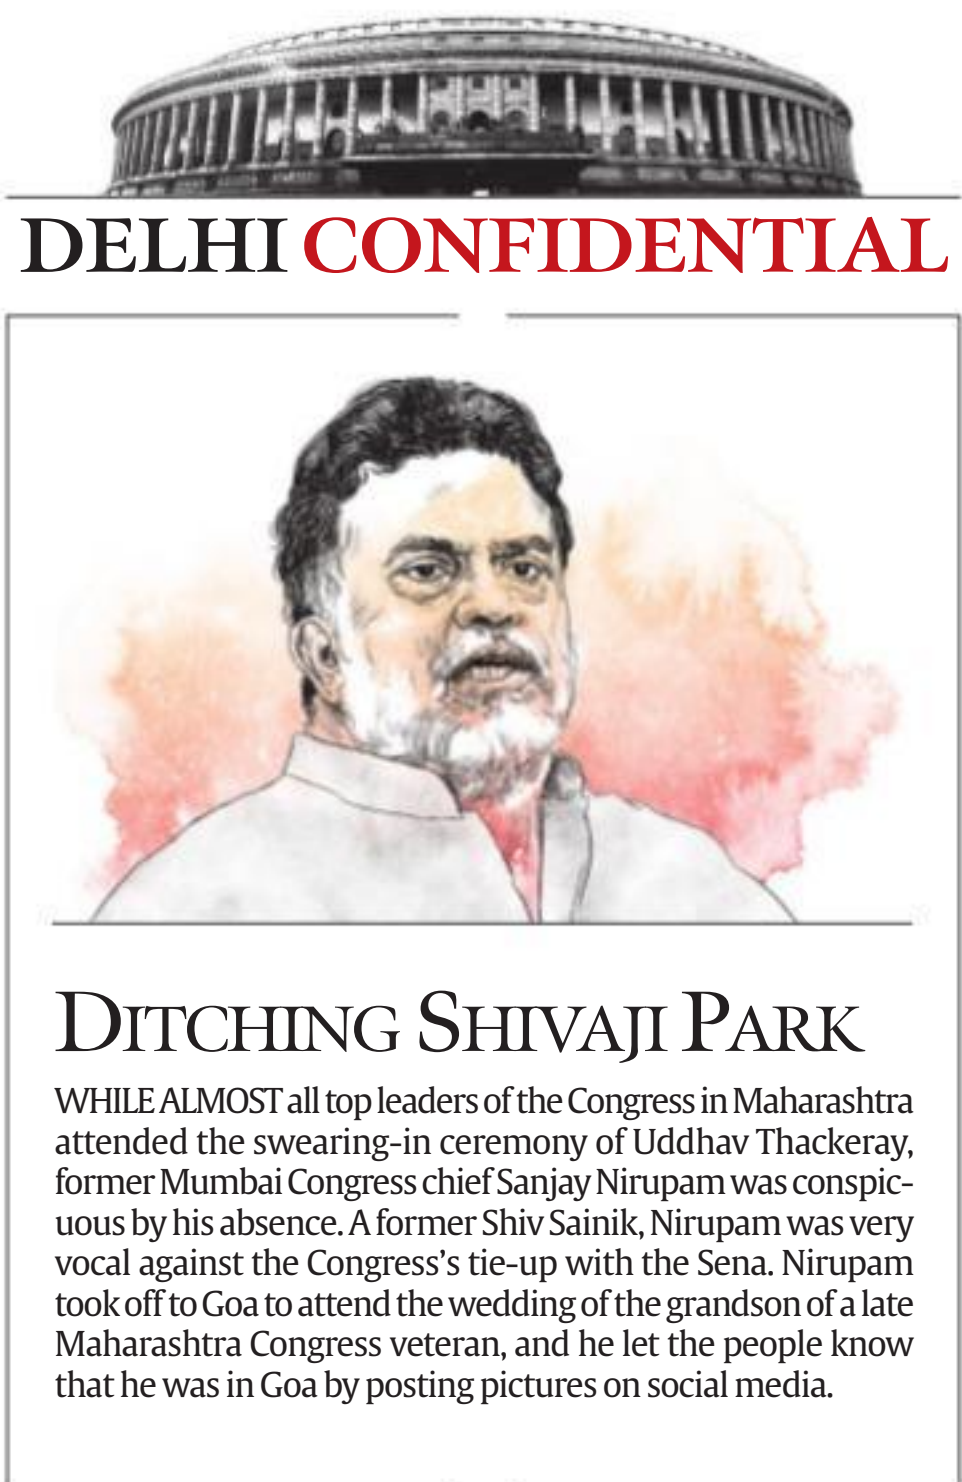 DELHI CONFIDENTIAL
DITCHING SHIVAJI PARK
WHILE ALMOST all top leaders of the Congress in Maharashtra
attended the swearing-in ceremony of Uddhav Thackeray,
former Mumbai Congress chief Sanjay Nirupam was conspic-
uous by his absence. A former Shiv Sainik, Nirupam was very
vocal against the Congress's tie-up with the Sena. Nirupam
took off to Goa to attend the wedding of the grandson of a late
Maharashtra Congress veteran, and he let the people know
that he was in Goa by posting pictures on social media.